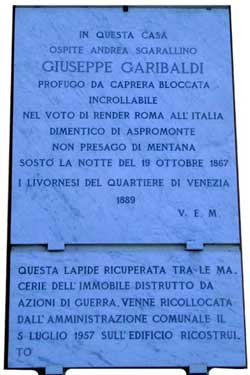 IN QUESTA CASA
OSPITE ANDREA SGARALLINO
GIUSEPPE GARIBALDI
PROFUGO DA CAPRERA BLOCCATA
INCROLLABILE
NEL VOTO DI RENDER ROMA ALL'ITALIA
DIMENTICO DI ASPROMONTE
NON PRESAGO DI MENTANA
SOSTÒ LA NOTTE DEL 19 OTTOBRE 1867
I LIVORNESI DEL QUARTIERE DI VENEZIA
1889
V. E. M.
QUESTA LAPIDE RICUPERATA TRA LE MA
CERIE DELL'IMMOBILE DISTRUTTO DA
AZIONI DI GUERRA, VENNE RICOLLOCATA
DALL'AMMINISTRAZIONE COMUNALE IL
5 LUGLIO 1957 SULL'EDIFICIO RICOSTRUI
TO